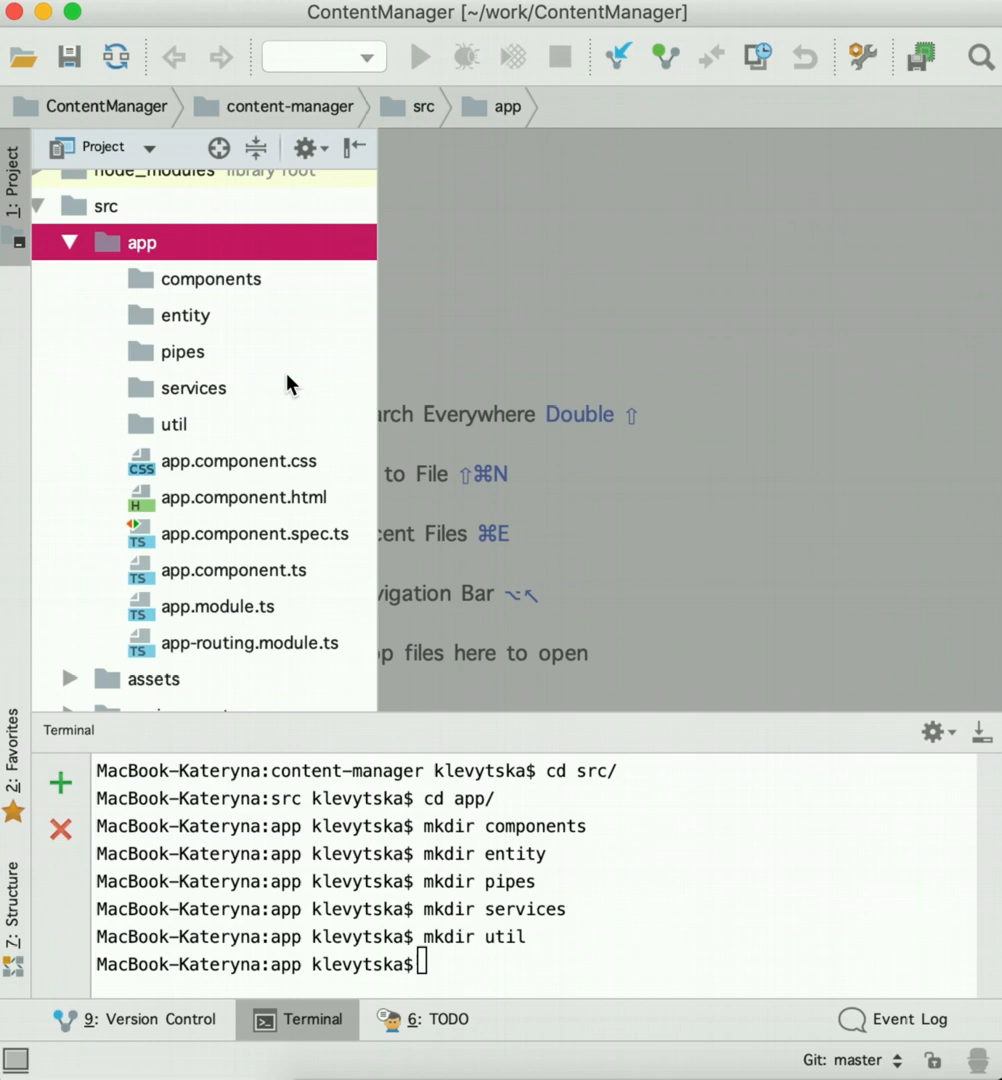 ContentManager [~/work/ContentManager]
ContentManager
content-manager
src
app
1: Project
Project
node_modules library root
src
app
components
entity
pipes
services
util
app.component.css
app.component.html
app.component.spec.ts
app.component.ts
app.module.ts
app-routing.module.ts
assets
arch Everywhere Double ⇧
to File ⇧⌘N
cent Files ⌘E
vigation Bar ⌥↖
op files here to open
2: Favorites
7: Structure
Terminal
MacBook-Kateryna:content-manager klevytska$ cd src/
MacBook-Kateryna:src klevytska$ cd app/
MacBook-Kateryna:app klevytska$ mkdir components
MacBook-Kateryna:app klevytska$ mkdir entity
MacBook-Kateryna:app klevytska$ mkdir pipes
MacBook-Kateryna:app klevytska$ mkdir services
MacBook-Kateryna:app klevytska$ mkdir util
MacBook-Kateryna:app klevytska$
9: Version Control
Terminal
6: TODO
Event Log
Git: master